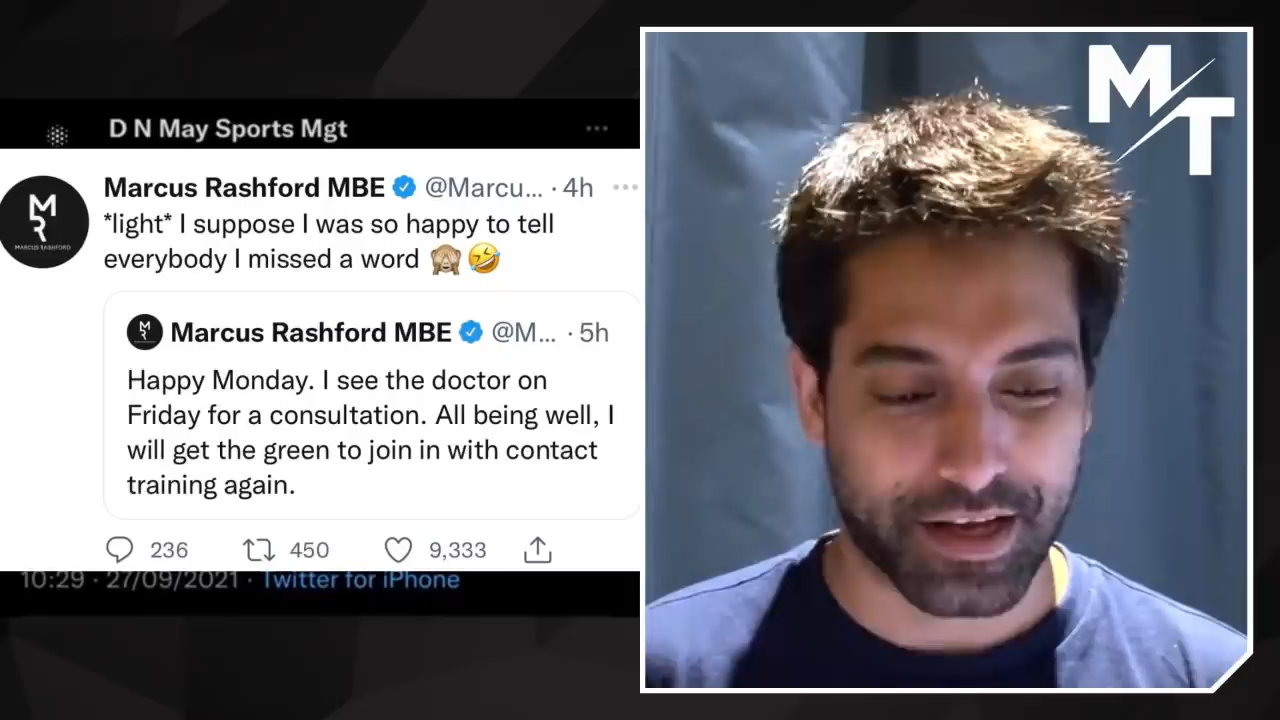 D N May Sports Mgt
Marcus Rashford MBE @Marcu... · 4h
*light* I suppose I was so happy to tell
everybody I missed a word 🙈 🤣
Marcus Rashford MBE @M... · 5h
Happy Monday. I see the doctor on
Friday for a consultation. All being well, I
will get the green to join in with contact
training again.
236 450 9,333
10:29 · 27/09/2021 · Twitter for iPhone
MR
MARCUS RASHFORD
M/T